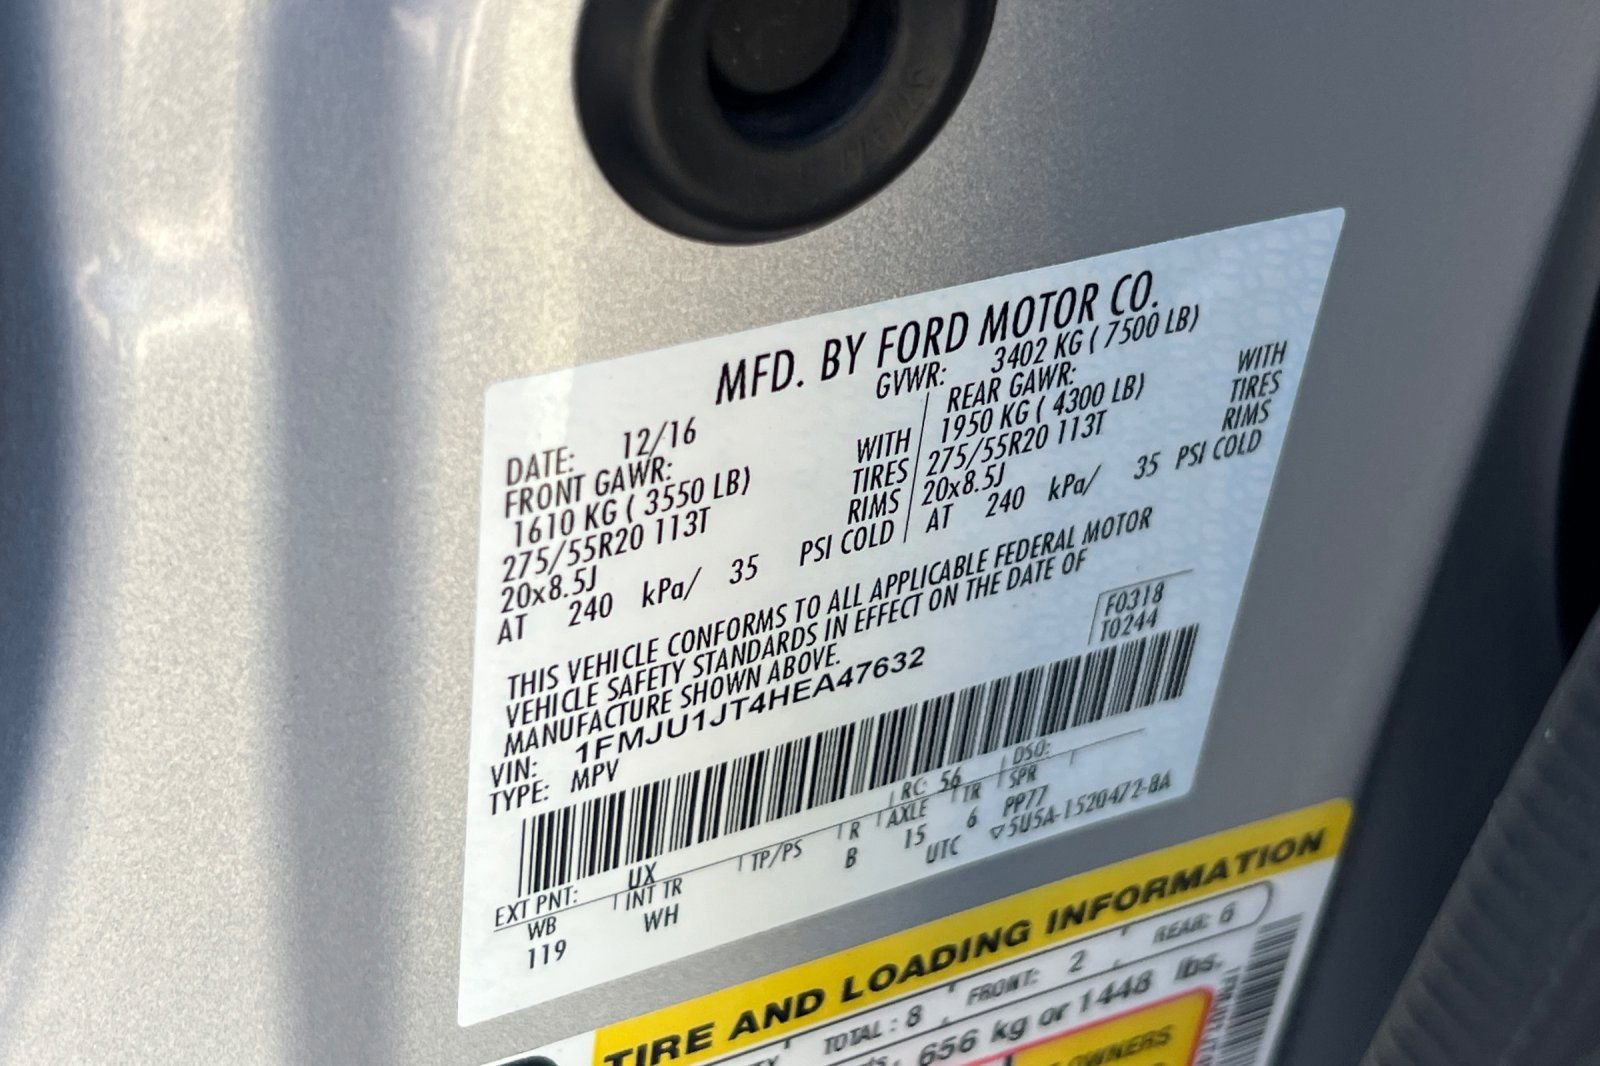 MFD. BY FORD MOTOR CO.
DATE: 12/16 GVWR: 3402 KG ( 7500 LB)
FRONT GAWR: REAR GAWR:
1610 KG ( 3550 LB) WITH 1950 KG ( 4300 LB) WITH
275/55R20 113T TIRES 275/55R20 113T TIRES
20x8.5J RIMS 20x8.5J RIMS
AT 240 kPa/ 35 PSI COLD AT 240 kPa/ 35 PSI COLD
THIS VEHICLE CONFORMS TO ALL APPLICABLE FEDERAL MOTOR
VEHICLE SAFETY STANDARDS IN EFFECT ON THE DATE OF
MANUFACTURE SHOWN ABOVE.
F0318
T0244
VIN: 1FMJU1JT4HEA47632
TYPE: MPV
EXT PNT: UX RC: 56 DSO:
WB INT TR TP/PS R AXLE TR SPR
119 WH B 15 6 PP77
UTC ▽5U5A-1520472-BA
TIRE AND LOADING INFORMATION
TOTAL : 8 FRONT: 2 REAR: 6
656 kg or 1448 lbs.
OWNERS